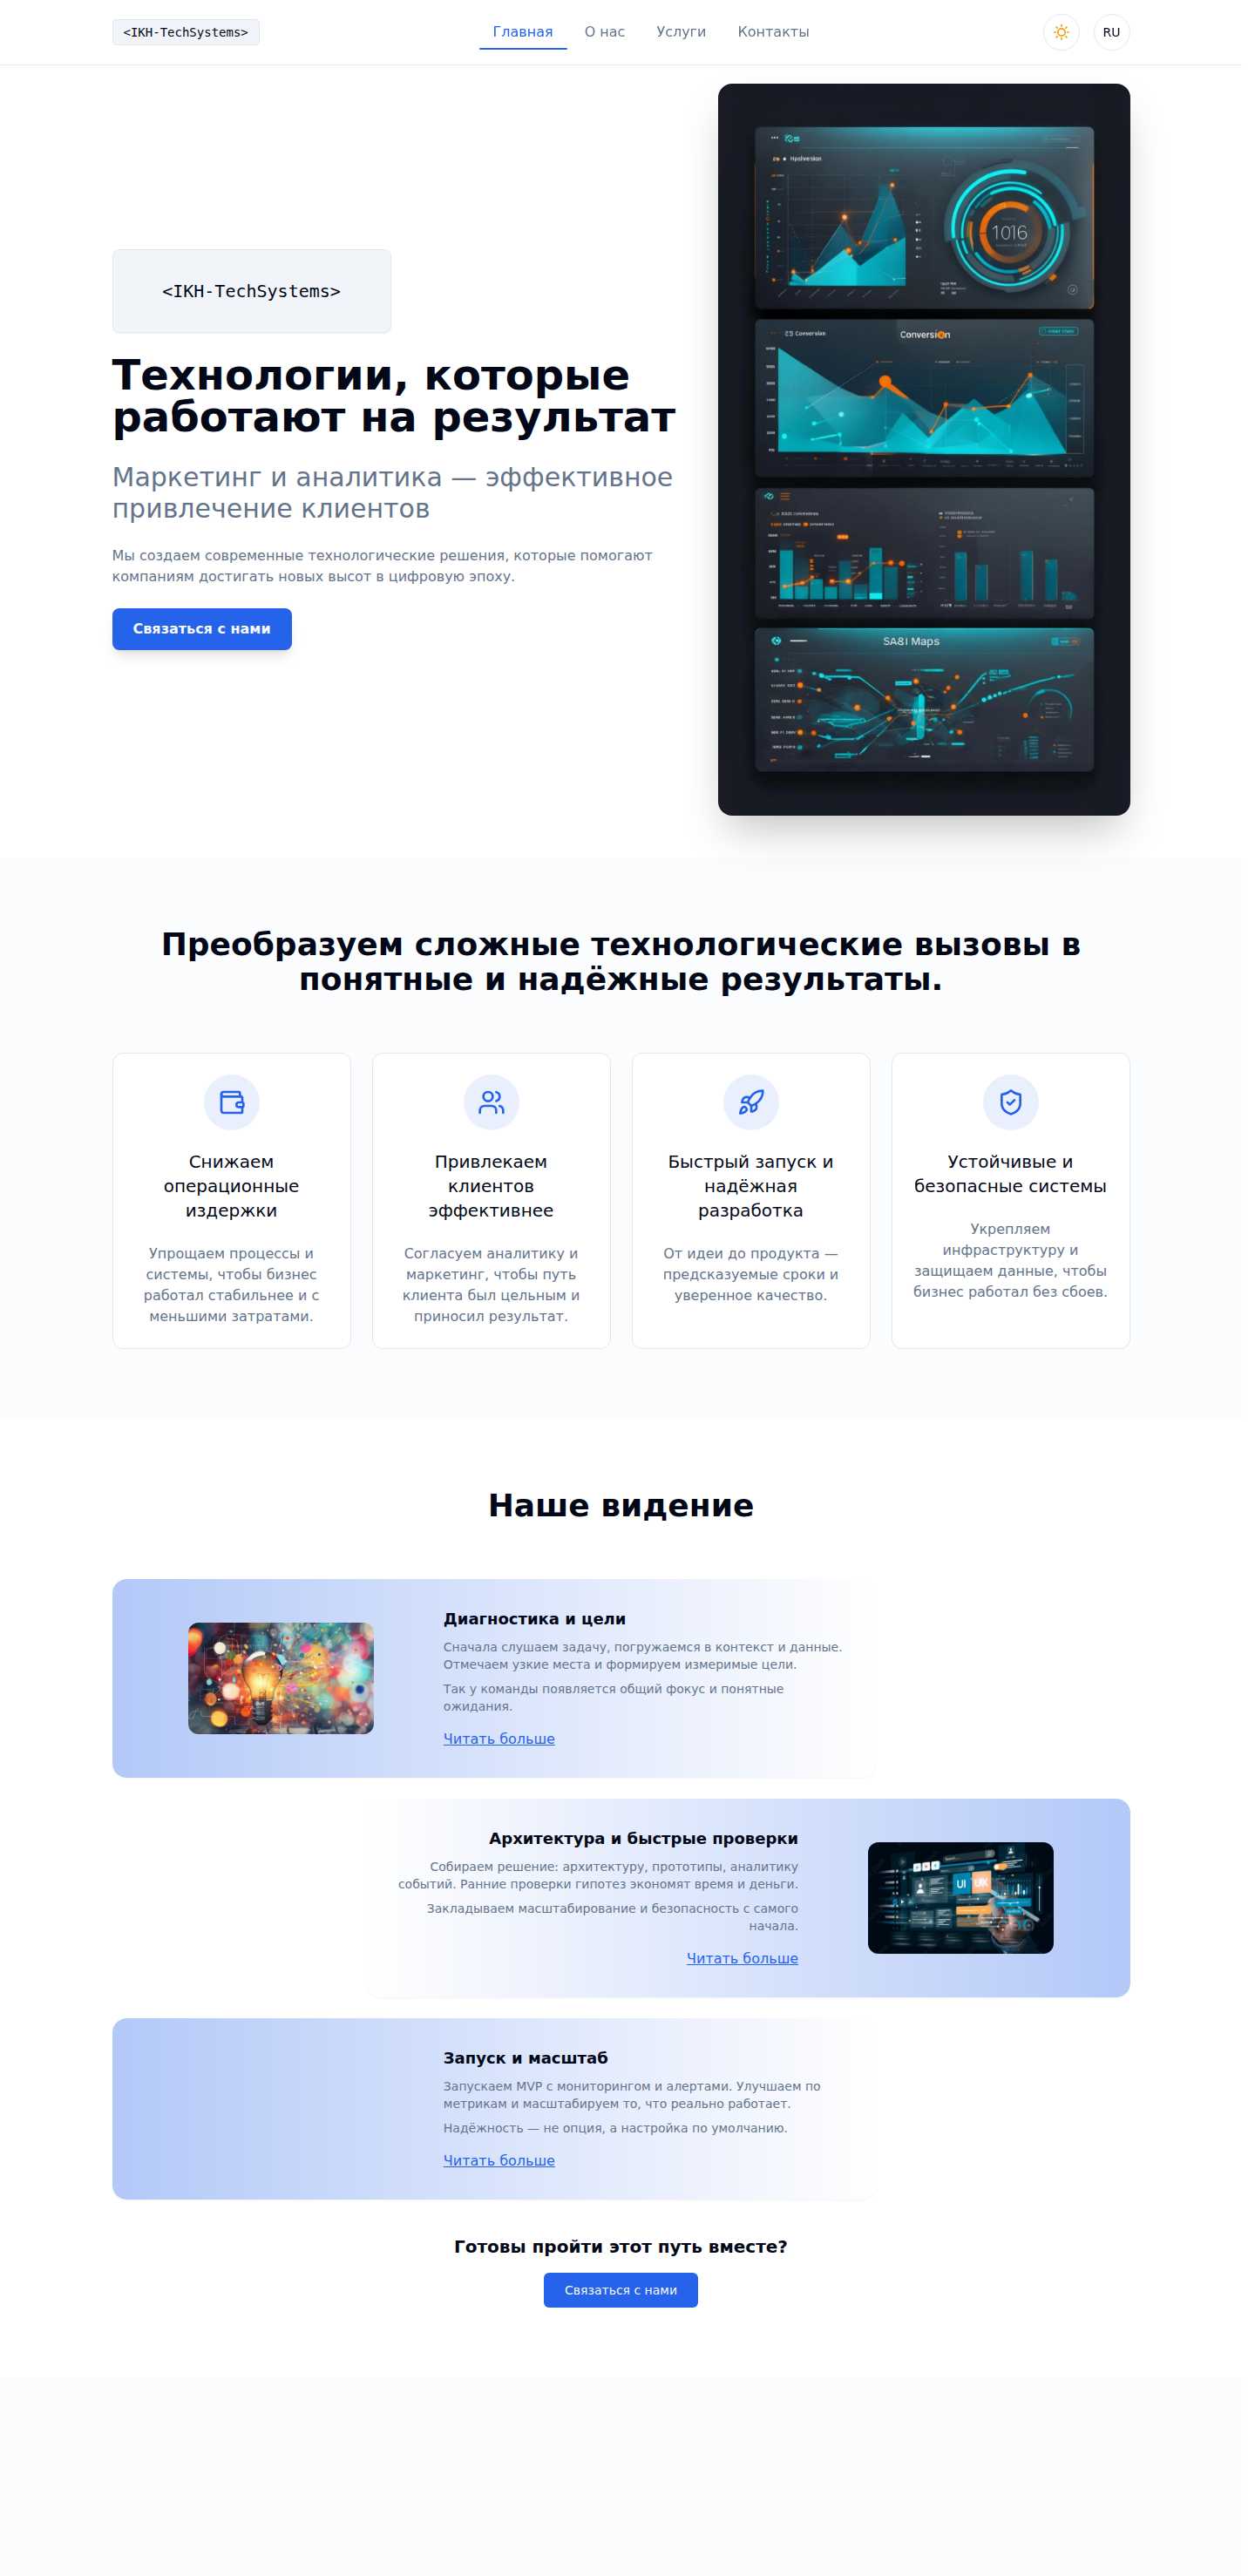 <IKH-TechSystems>
Главная
О нас
Услуги
Контакты
RU
<IKH-TechSystems>
Технологии, которые
работают на результат
Маркетинг и аналитика — эффективное
привлечение клиентов
Мы создаем современные технологические решения, которые помогают
компаниям достигать новых высот в цифровую эпоху.
Связаться с нами
1016
Conversion
Conversion
SA&I Maps
Преобразуем сложные технологические вызовы в
понятные и надёжные результаты.
Снижаем
операционные
издержки
Упрощаем процессы и
системы, чтобы бизнес
работал стабильнее и с
меньшими затратами.
Привлекаем
клиентов
эффективнее
Согласуем аналитику и
маркетинг, чтобы путь
клиента был цельным и
приносил результат.
Быстрый запуск и
надёжная
разработка
От идеи до продукта —
предсказуемые сроки и
уверенное качество.
Устойчивые и
безопасные системы
Укрепляем
инфраструктуру и
защищаем данные, чтобы
бизнес работал без сбоев.
Наше видение
Диагностика и цели
Сначала слушаем задачу, погружаемся в контекст и данные.
Отмечаем узкие места и формируем измеримые цели.
Так у команды появляется общий фокус и понятные
ожидания.
Читать больше
Архитектура и быстрые проверки
Собираем решение: архитектуру, прототипы, аналитику
событий. Ранние проверки гипотез экономят время и деньги.
Закладываем масштабирование и безопасность с самого
начала.
Читать больше
UI
UX
Запуск и масштаб
Запускаем MVP с мониторингом и алертами. Улучшаем по
метрикам и масштабируем то, что реально работает.
Надёжность — не опция, а настройка по умолчанию.
Читать больше
Готовы пройти этот путь вместе?
Связаться с нами